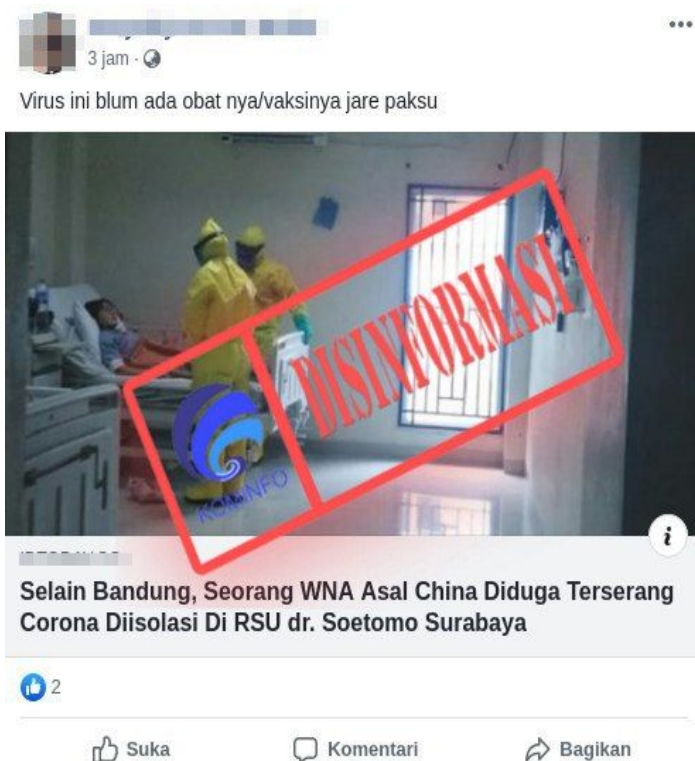 3 jam ·
Virus ini blum ada obat nya/vaksinya jare paksu
DISINFORMASI
KOMINFO
i
Selain Bandung, Seorang WNA Asal China Diduga Terserang
Corona Diisolasi Di RSU dr. Soetomo Surabaya
2
Suka
Komentari
Bagikan